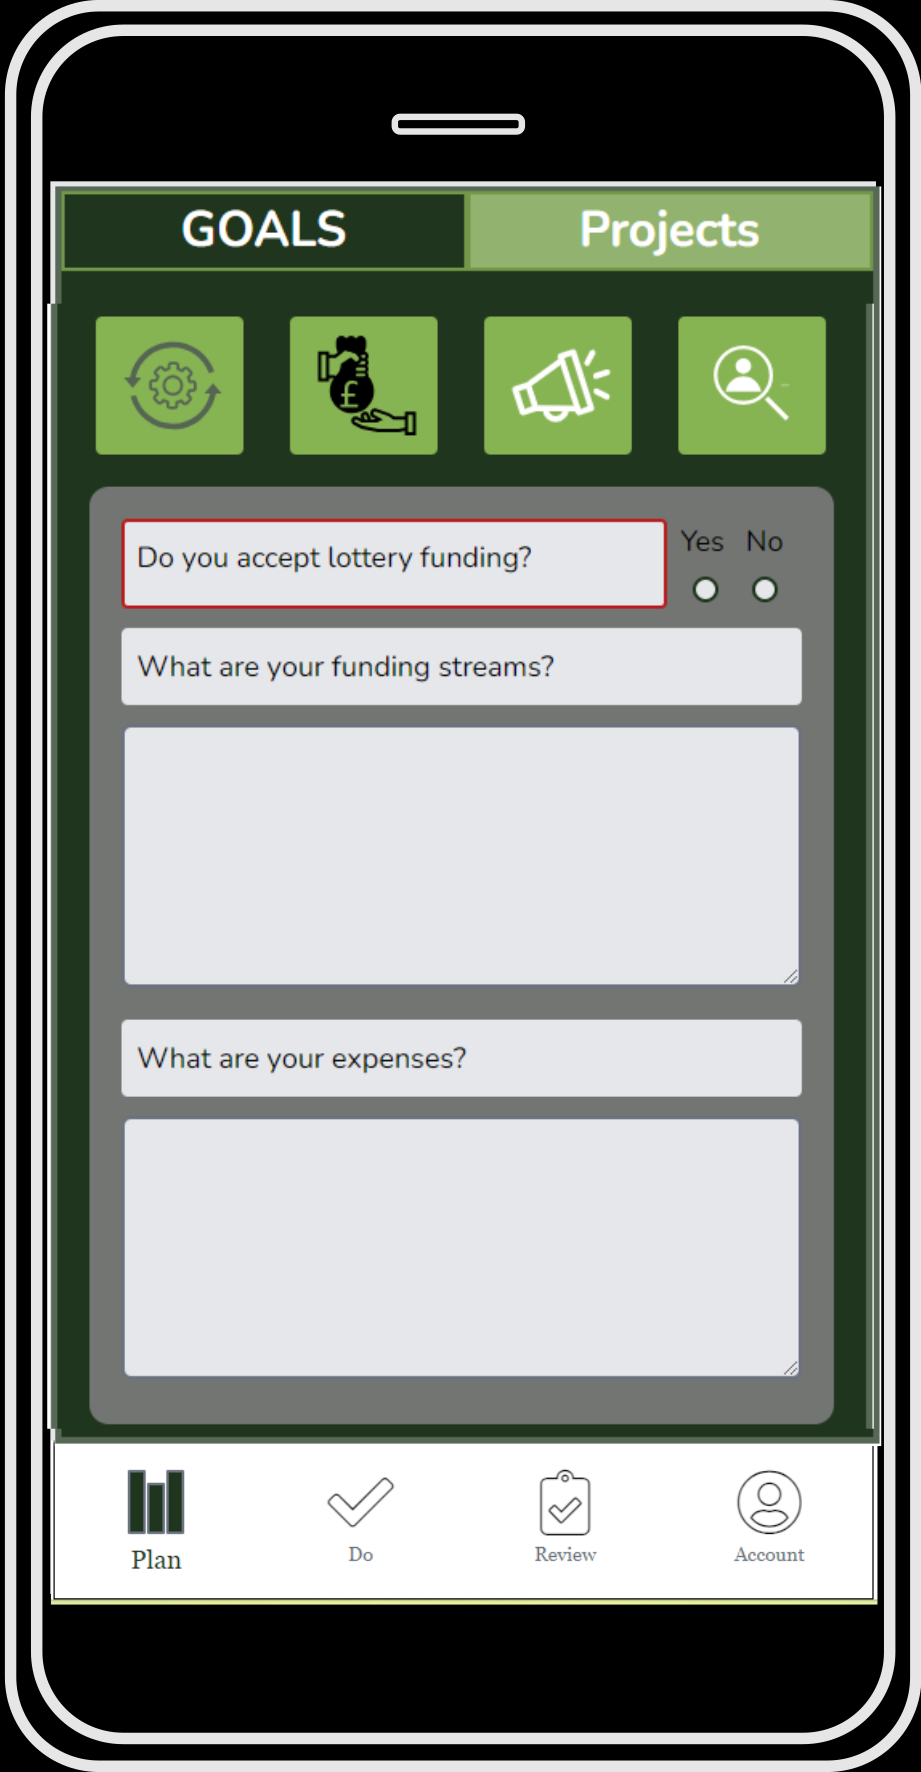 GOALS
Projects
£
Do you accept lottery funding?
Yes No
What are your funding streams?
What are your expenses?
Plan
Do
Review
Account